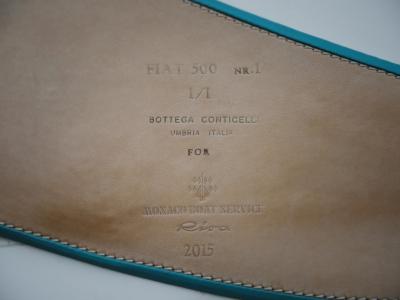 FIAT 500 NR.1
1/1
BOTTEGA CONTICELLI
UMBRIA ITALIA
FOR
MONACO BOAT SERVICE
Riva
2015